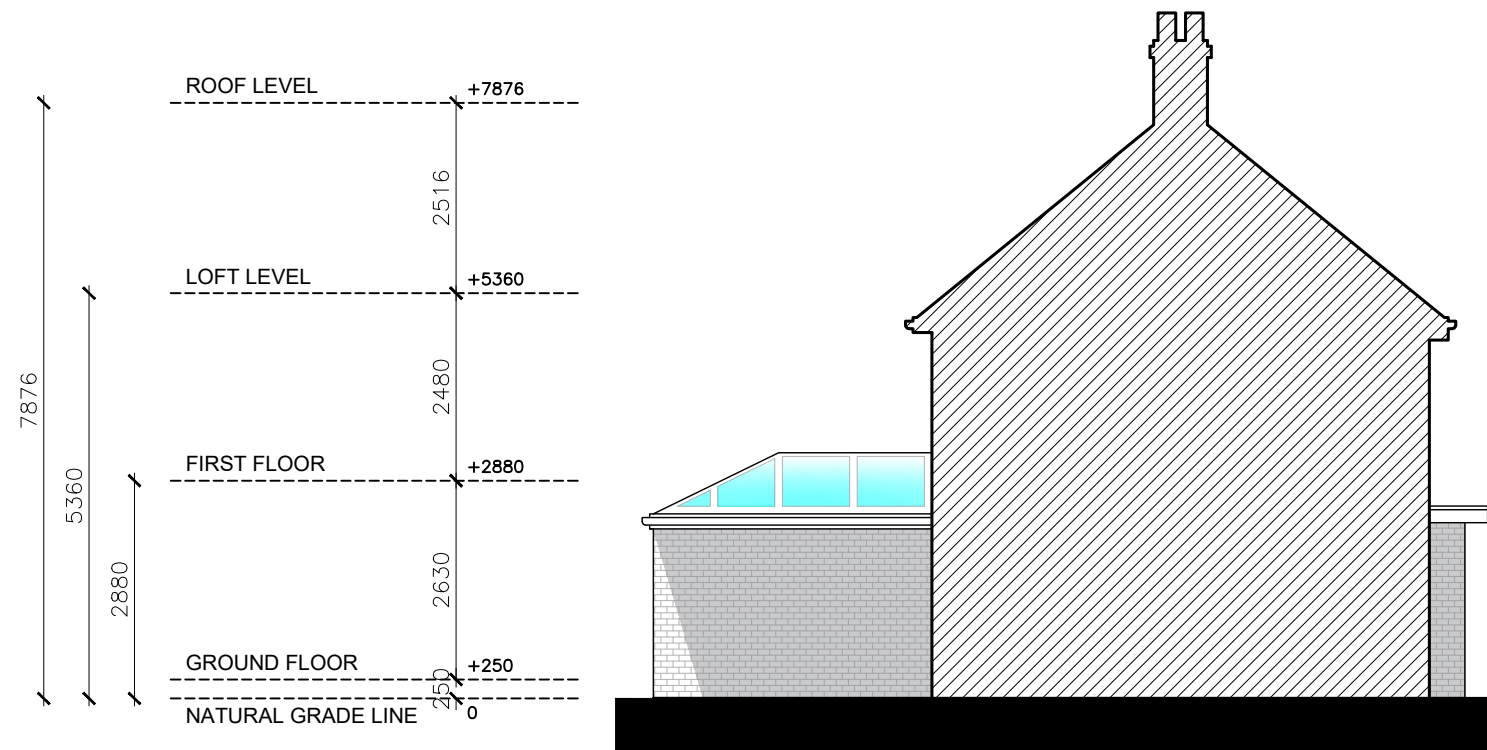 ROOF LEVEL +7876
2516
LOFT LEVEL +5360
7876
2480
5360
FIRST FLOOR +2880
2880
2630
GROUND FLOOR +250
250
NATURAL GRADE LINE 0